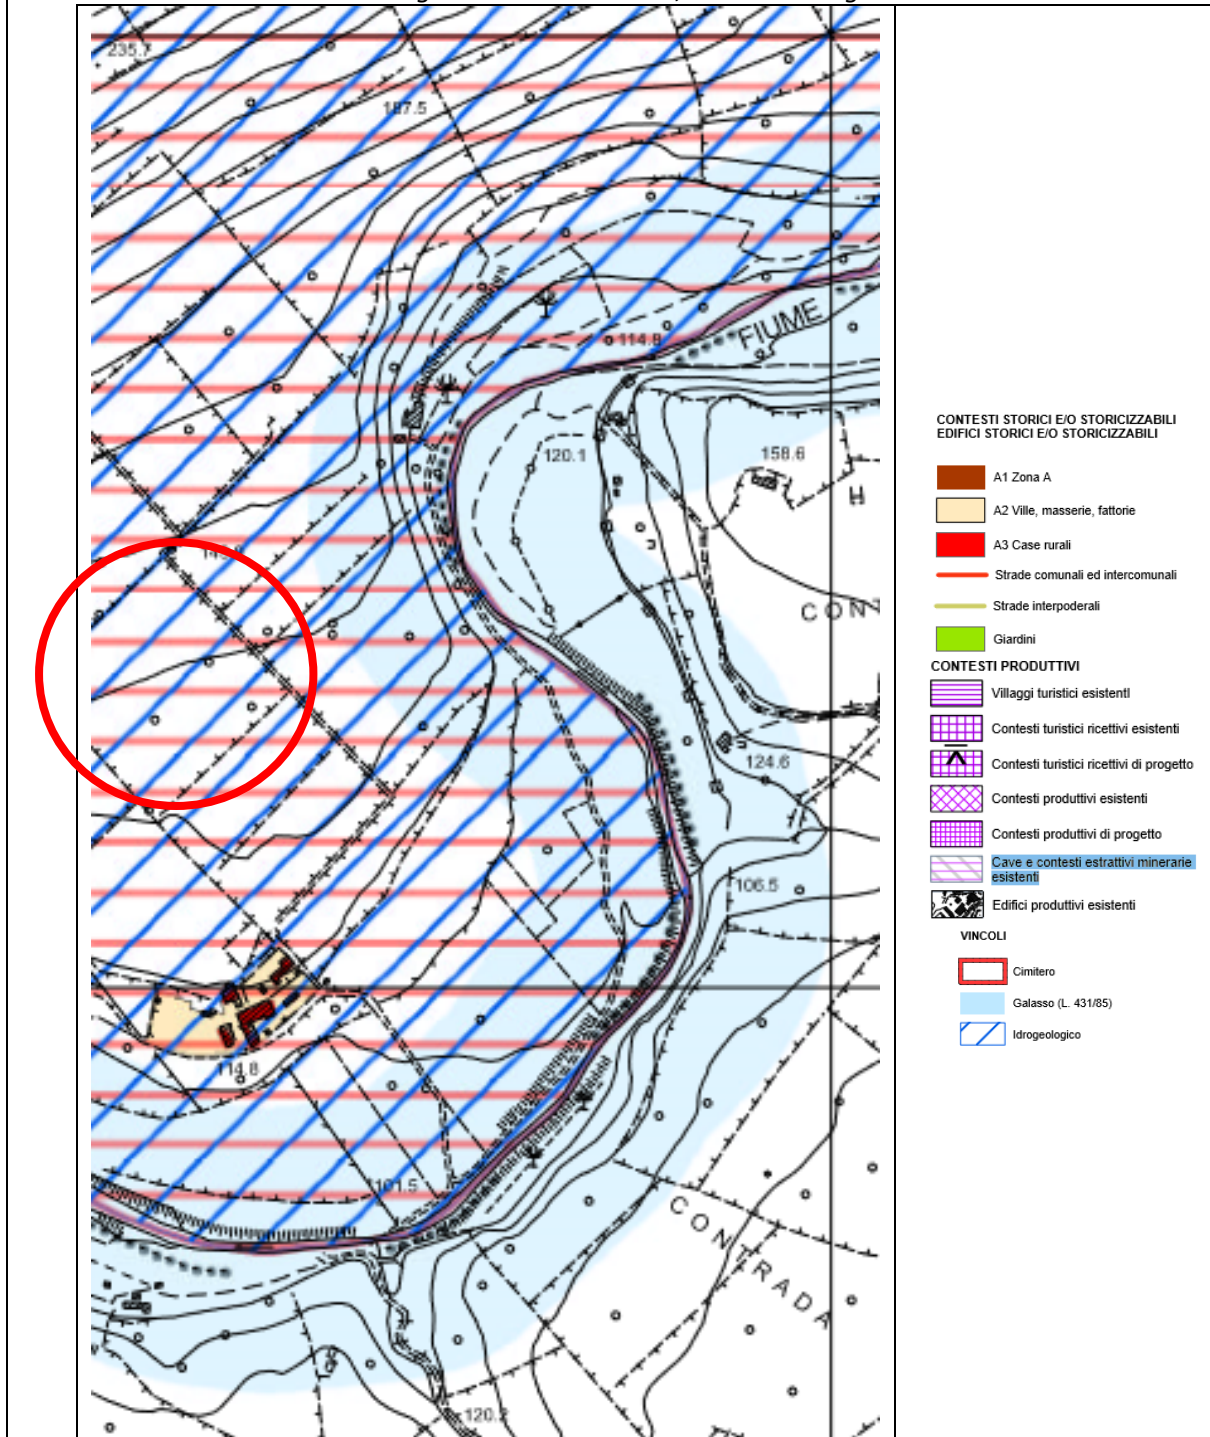 235.7
187.5
FIUME
114.8
120.1
158.6
H
CONT
124.6
106.5
114.8
101.5
CONTRADA
120.2
CONTESTI STORICI E/O STORICIZZABILI
EDIFICI STORICI E/O STORICIZZABILI
A1 Zona A
A2 Ville, masserie, fattorie
A3 Case rurali
Strade comunali ed intercomunali
Strade interpoderali
Giardini
CONTESTI PRODUTTIVI
Villaggi turistici esistentI
Contesti turistici ricettivi esistenti
Contesti turistici ricettivi di progetto
Contesti produttivi esistenti
Contesti produttivi di progetto
Cave e contesti estrattivi minerarie
esistenti
Edifici produttivi esistenti
VINCOLI
Cimitero
Galasso (L. 431/85)
Idrogeologico